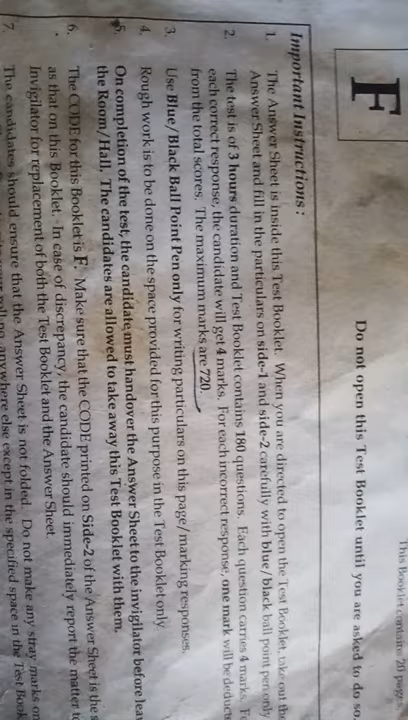 This Booklet contains 20 pages
F
Do not open this Test Booklet until you are asked to do so.
Important Instructions :
1. The Answer Sheet is inside this Test Booklet. When you are directed to open the Test Booklet, take out th
Answer Sheet and fill in the particulars on side-1 and side-2 carefully with blue/black ball point pen only
2. The test is of 3 hours duration and Test Booklet contains 180 questions. Each question carries 4 marks. Fo
each correct response, the candidate will get 4 marks. For each incorrect response, one mark will be deducte
from the total scores. The maximum marks are 720.
3. Use Blue/Black Ball Point Pen only for writing particulars on this page/marking responses.
4. Rough work is to be done on the space provided for this purpose in the Test Booklet only.
5. On completion of the test, the candidate must handover the Answer Sheet to the invigilator before lea
the Room/Hall. The candidates are allowed to take away this Test Booklet with them.
6. The CODE for this Booklet is F. Make sure that the CODE printed on Side-2 of the Answer Sheet is the s
as that on this Booklet. In case of discrepancy, the candidate should immediately report the matter to
Invigilator for replacement of both the Test Booklet and the Answer Sheet.
7. The candidates should ensure that the Answer Sheet is not folded. Do not make any stray marks on
roll no. anywhere else except in the specified space in the Test Book